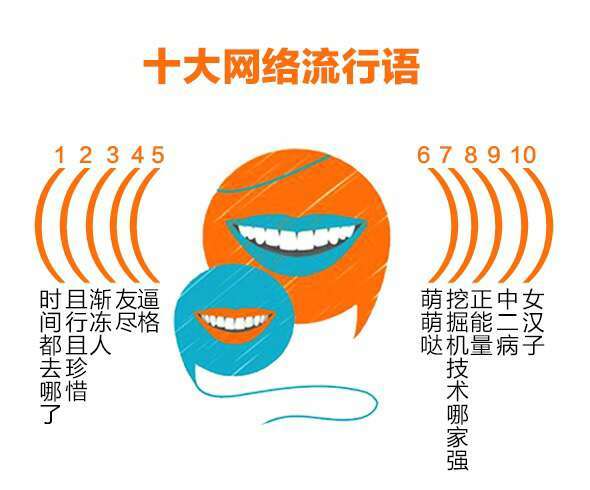 十大网络流行语
1 2 3 4 5
6 7 8 9 10
时间都去哪了
且行且珍惜
渐冻人
友尽
逼格
萌萌哒
挖掘机技术哪家强
正能量
中二病
女汉子